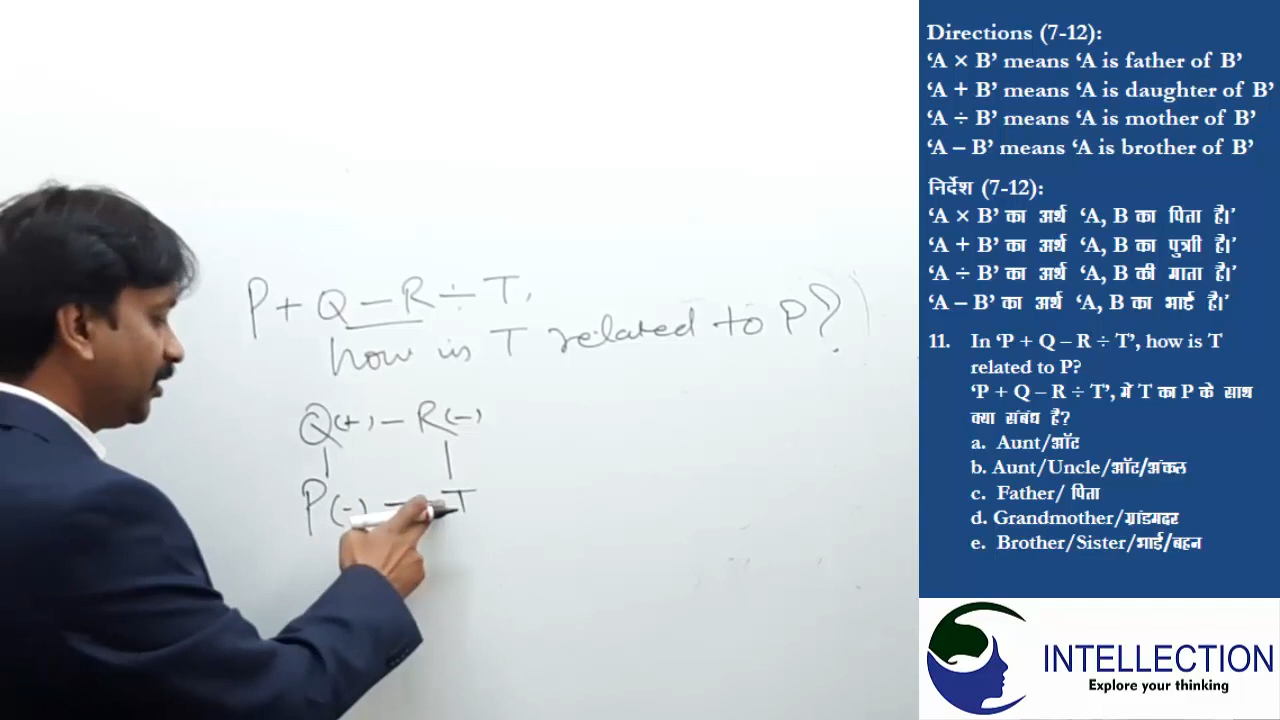 P + Q – R ÷ T,
how is T related to P?
Q(+) – R(–)
P(–) – T
Directions (7-12):
‘A × B’ means ‘A is father of B’
‘A + B’ means ‘A is daughter of B’
‘A ÷ B’ means ‘A is mother of B’
‘A – B’ means ‘A is brother of B’
निर्देश (7-12):
‘A × B’ का अर्थ ‘A, B का पिता है।’
‘A + B’ का अर्थ ‘A, B का पुत्री है।’
‘A ÷ B’ का अर्थ ‘A, B की माता है।’
‘A – B’ का अर्थ ‘A, B का भाई है।’
11. In ‘P + Q – R ÷ T’, how is T
related to P?
‘P + Q – R ÷ T’, में T का P के साथ
क्या संबंध है?
a. Aunt/ऑंट
b. Aunt/Uncle/ऑंट/अंकल
c. Father/ पिता
d. Grandmother/ग्रांडमदर
e. Brother/Sister/भाई/बहन
INTELLECTION
Explore your thinking